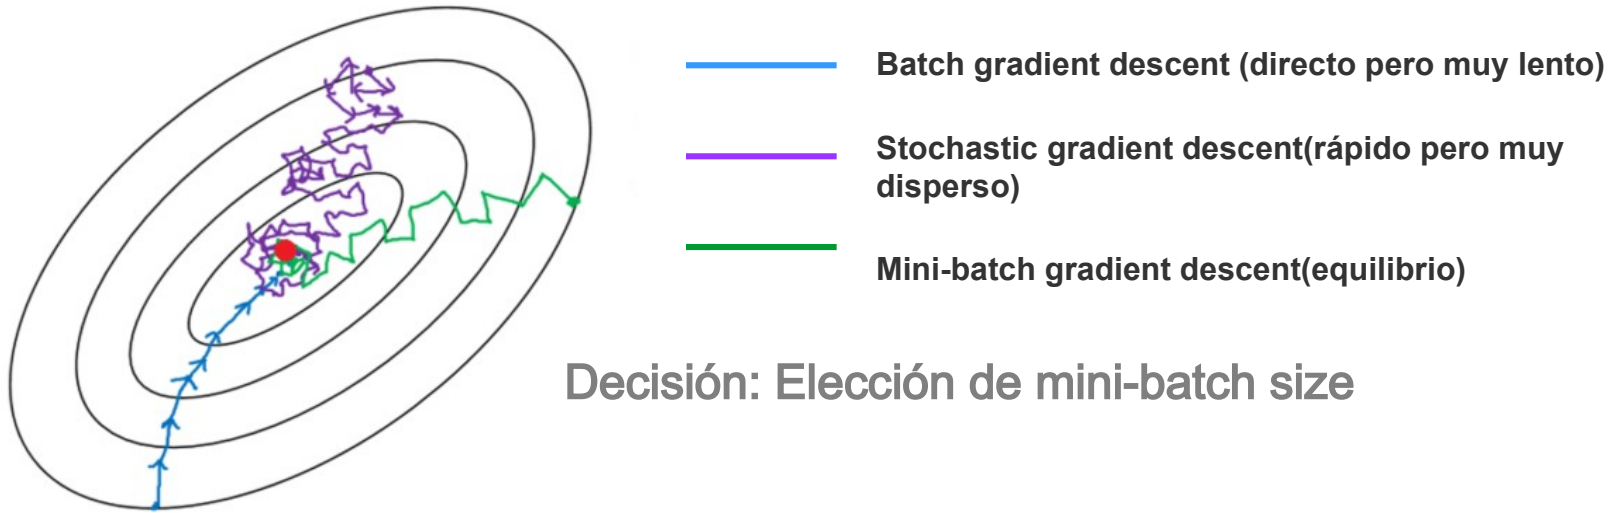 Batch gradient descent (directo pero muy lento)
Stochastic gradient descent(rápido pero muy
disperso)
Mini-batch gradient descent(equilibrio)
Decisión: Elección de mini-batch size